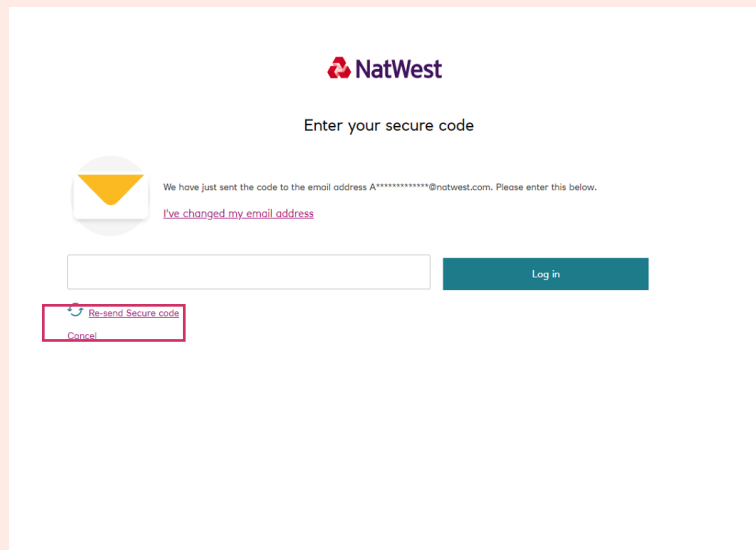 NatWest
Enter your secure code
We have just sent the code to the email address A*************@natwest.com. Please enter this below.
I've changed my email address
Log in
Re-send Secure code
Cancel